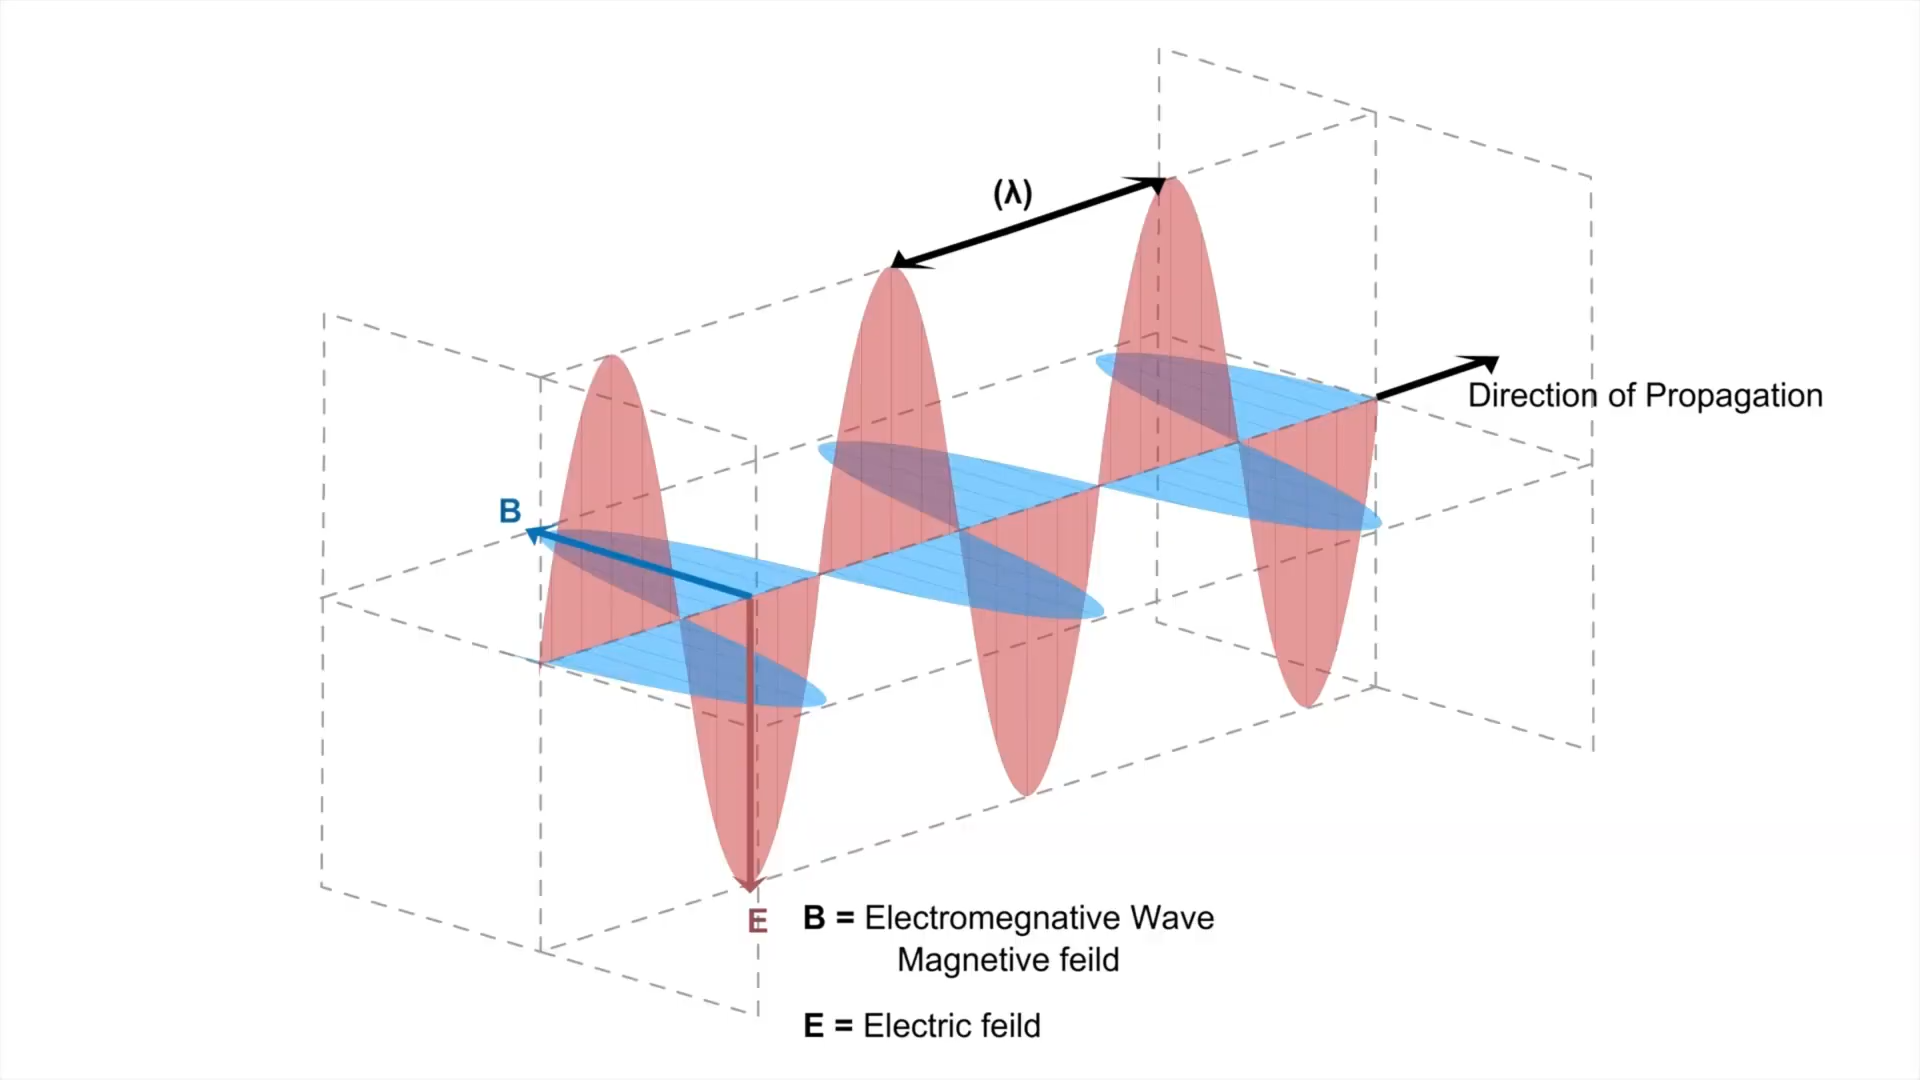 (λ)
Direction of Propagation
B
E
B = Electromegnative Wave
Magnetive feild
E = Electric feild